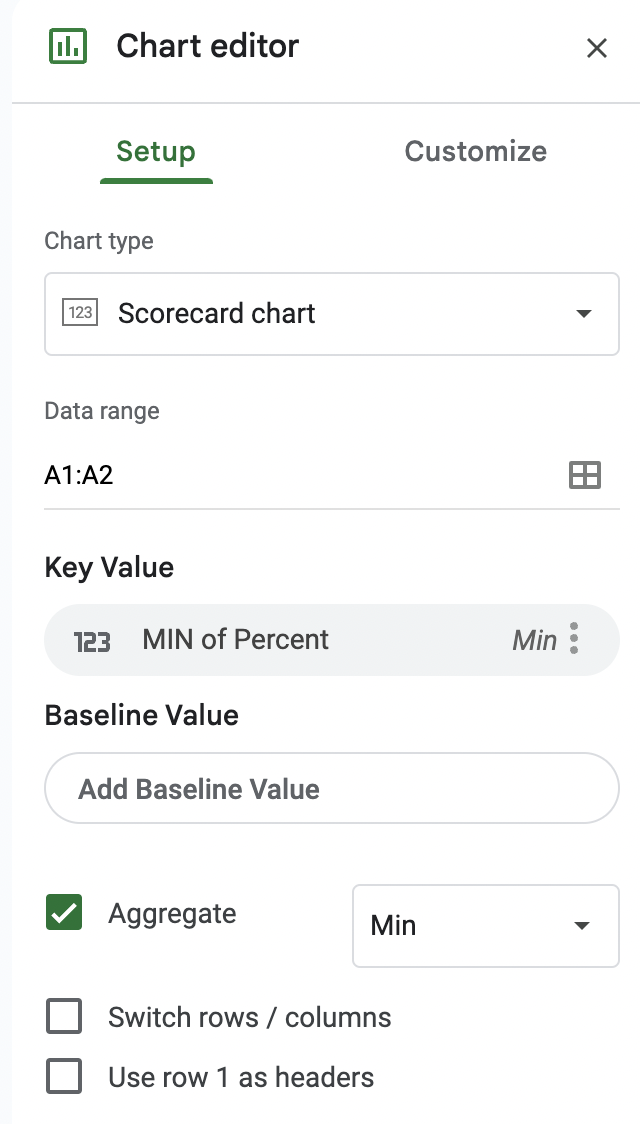 Chart editor
Setup Customize
Chart type
123 Scorecard chart
Data range
A1:A2
Key Value
123 MIN of Percent Min
Baseline Value
Add Baseline Value
Aggregate Min
Switch rows / columns
Use row 1 as headers